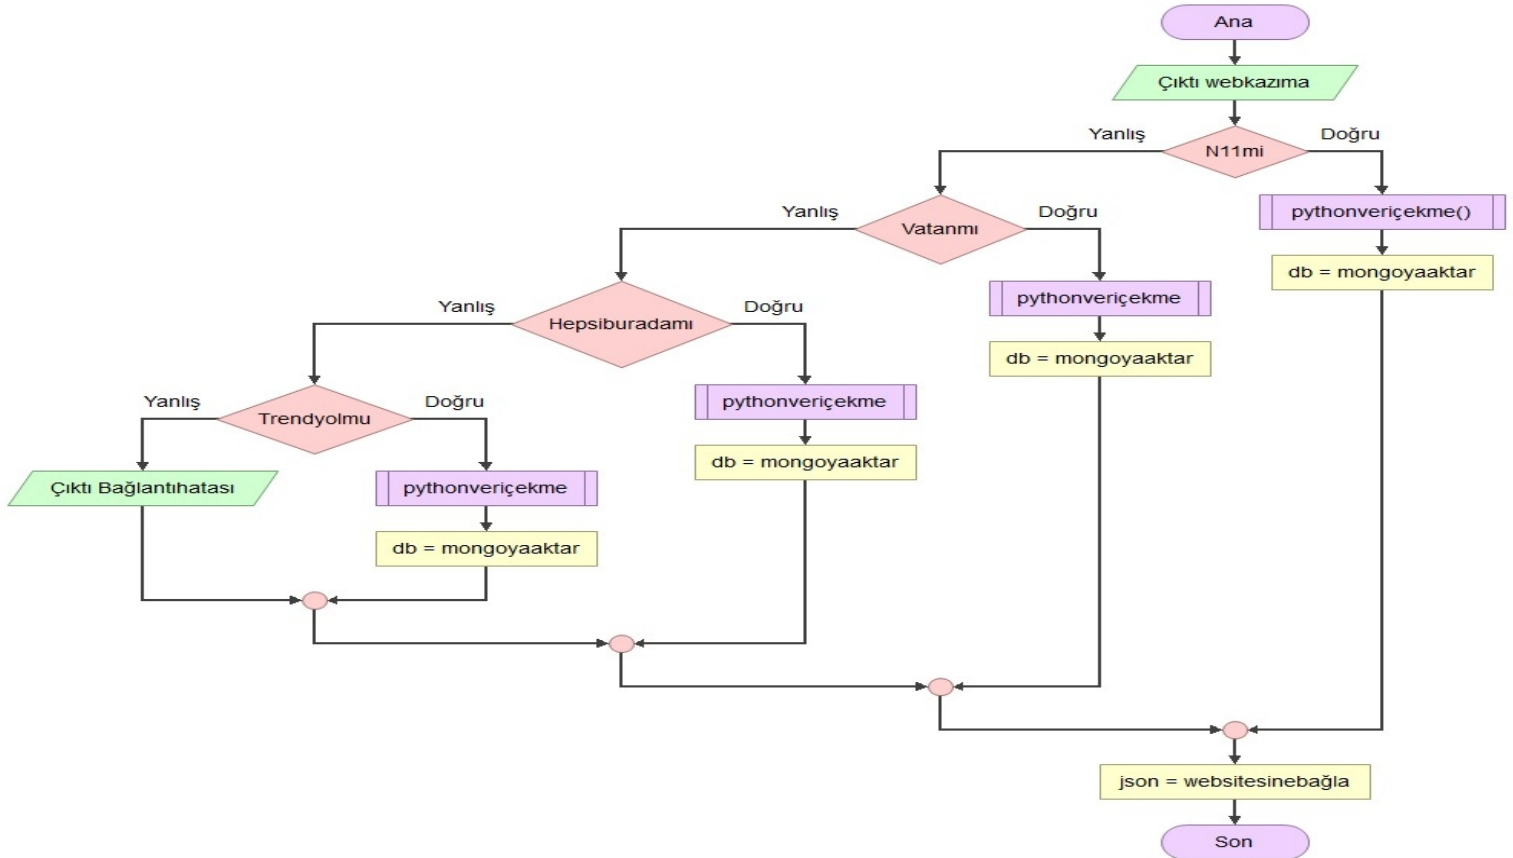 Ana
Çıktı webkazıma
Yanlış
Doğru
N11mi
pythonveriçekme()
db = mongoyaaktar
Yanlış
Doğru
Vatanmı
pythonveriçekme
db = mongoyaaktar
Yanlış
Doğru
Hepsiburadamı
pythonveriçekme
db = mongoyaaktar
Yanlış
Doğru
Trendyolmu
Çıktı Bağlantıhatası
pythonveriçekme
db = mongoyaaktar
json = websitesinebağla
Son